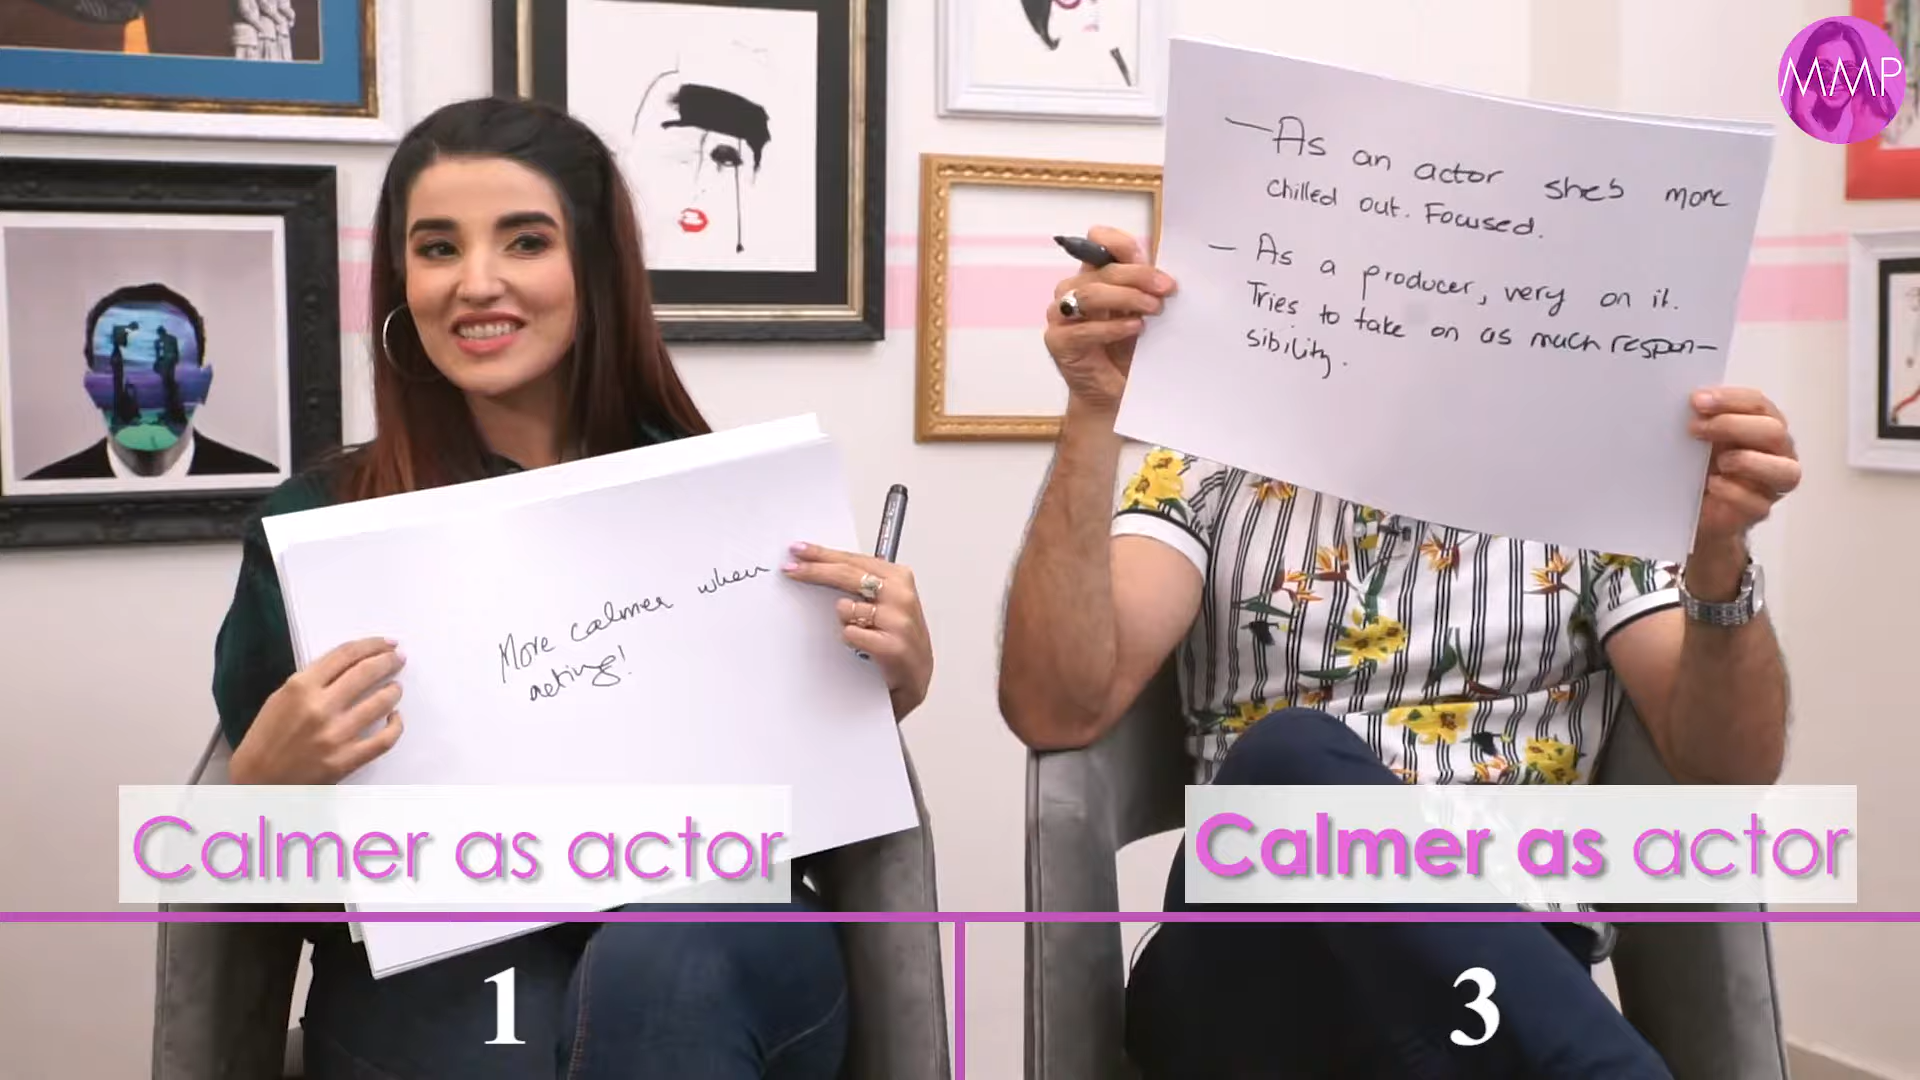 MMP
—As an actor she's more
chilled out. Focused.
— As a producer, very on it.
Tries to take on as much respon-
sibility.
More calmer when
acting!
Calmer as actor
Calmer as actor
1
3